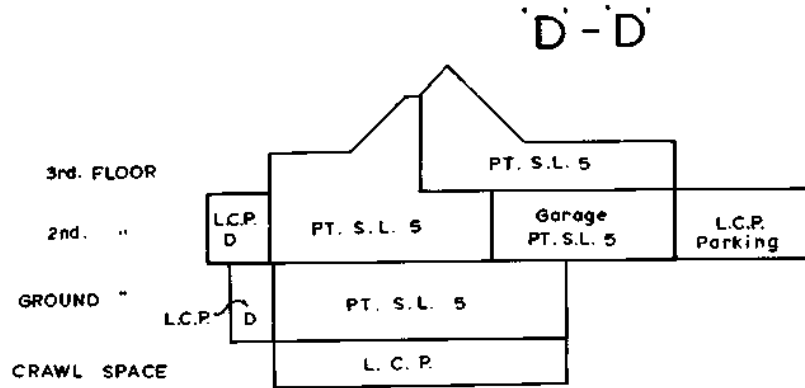 'D' - 'D'
3rd. FLOOR
PT. S.L. 5
2nd. "
L.C.P.
D
PT. S.L. 5
Garage
PT. S.L. 5
L.C.P.
Parking
GROUND "
L.C.P.
D
PT. S.L. 5
CRAWL SPACE
L. C. P.